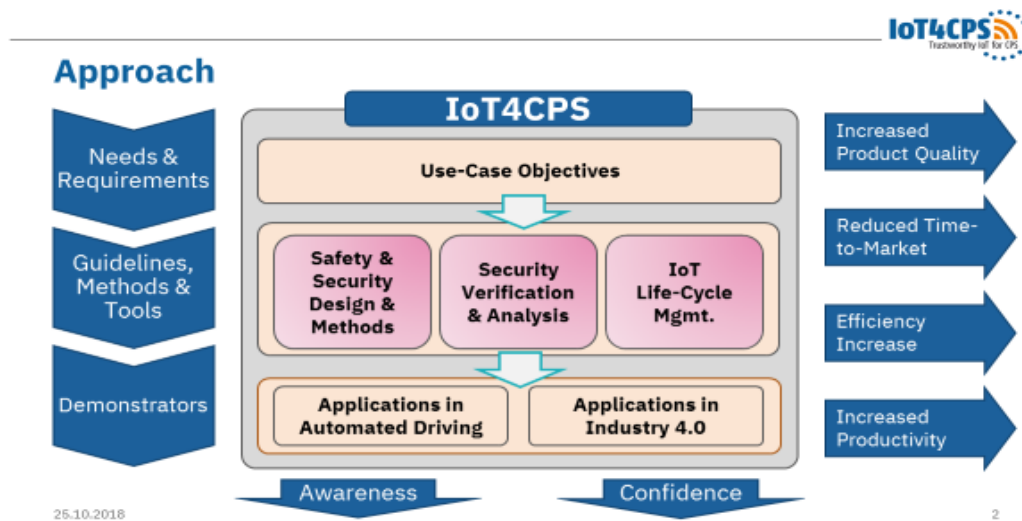 IoT4CPS
Trustworthy IoT for CPS
Approach
Needs &
Requirements
Guidelines,
Methods &
Tools
Demonstrators
IoT4CPS
Use-Case Objectives
Safety &
Security
Design &
Methods
Security
Verification
& Analysis
IoT
Life-Cycle
Mgmt.
Applications in
Automated Driving
Applications in
Industry 4.0
Awareness
Confidence
Increased
Product Quality
Reduced Time-
to-Market
Efficiency
Increase
Increased
Productivity
25.10.2018
2